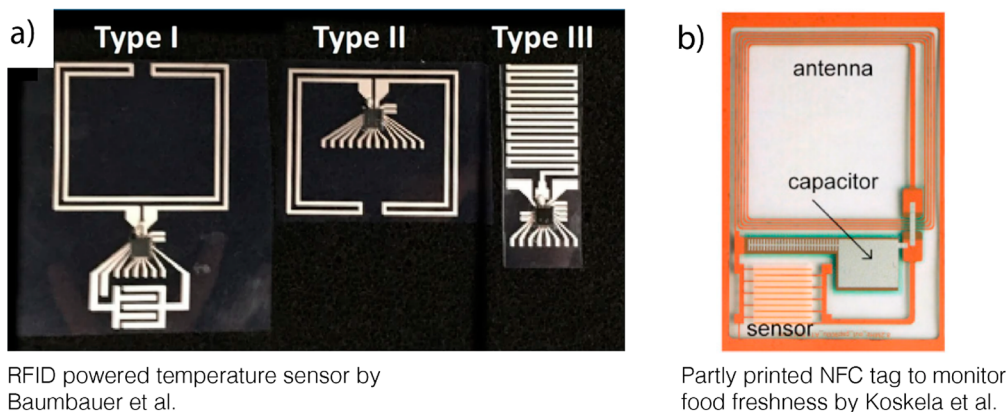 a)
Type I
Type II
Type III
b)
antenna
capacitor
sensor
RFID powered temperature sensor by
Baumbauer et al.
Partly printed NFC tag to monitor
food freshness by Koskela et al.